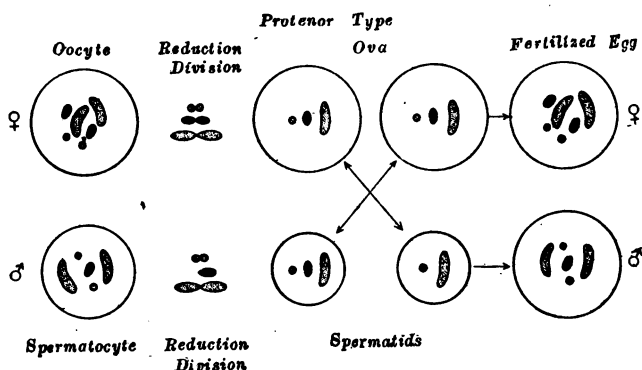 Protenor Type
Oocyte Reduction Division Ova Fertilized Egg
♀ ♀
♂ ♂
Spermatocyte Reduction Division Spermatids